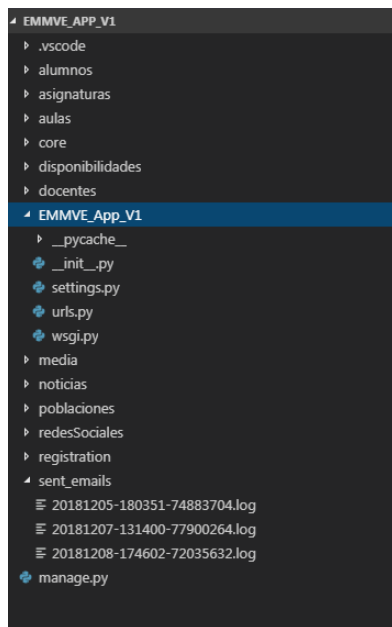 EMMVE_APP_V1
.vscode
alumnos
asignaturas
aulas
core
disponibilidades
docentes
EMMVE_App_V1
__pycache__
__init__.py
settings.py
urls.py
wsgi.py
media
noticias
poblaciones
redesSociales
registration
sent_emails
20181205-180351-74883704.log
20181207-131400-77900264.log
20181208-174602-72035632.log
manage.py